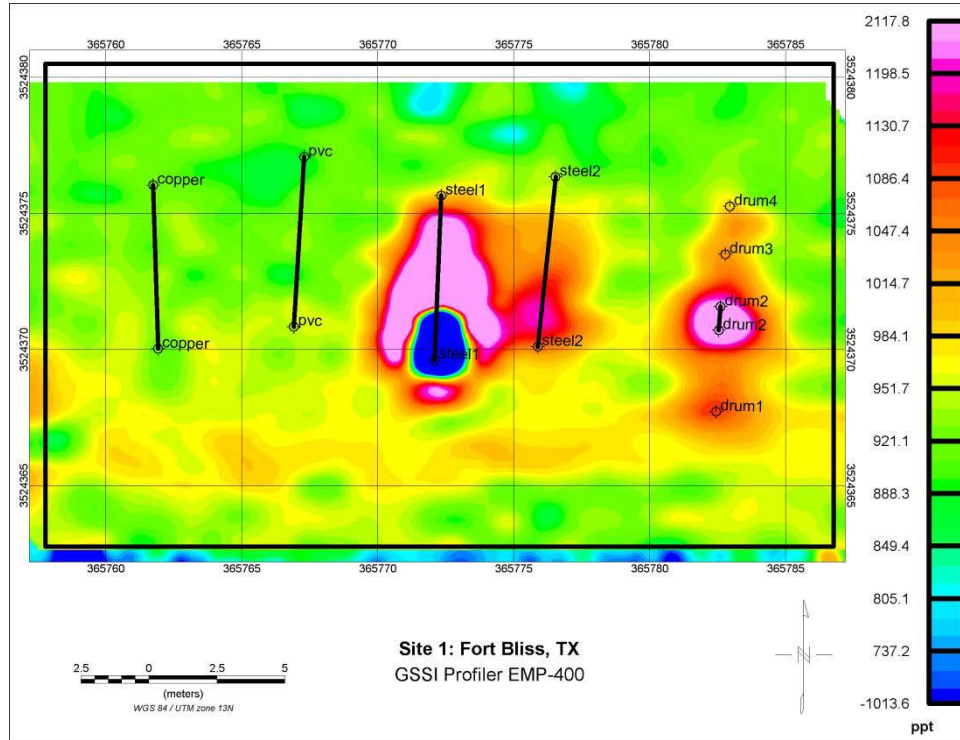 365760 365765 365770 365775 365780 365785
3524380 3524380
pvc
copper steel1 steel2
3524375 drum4 3524375
drum3
drum2
pvc drum2
3524370 copper steel1 steel2 3524370
drum1
3524365 3524365
365760 365765 365770 365775 365780 365785
2117.8
1198.5
1130.7
1086.4
1047.4
1014.7
984.1
951.7
921.1
888.3
849.4
805.1
737.2
-1013.6
ppt
Site 1: Fort Bliss, TX
GSSI Profiler EMP-400
2.5 0 2.5 5
(meters)
WGS 84 / UTM zone 13N
N